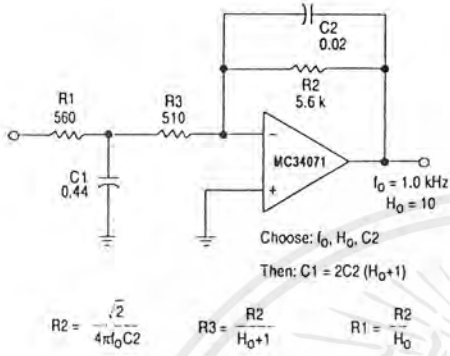 C2
0.02
R2
5.6 k
R1
560
R3
510
C1
0.44
−
MC34071
+
f₀ = 1.0 kHz
H₀ = 10
Choose: f₀, H₀, C2
Then: C1 = 2C2 (H₀+1)
R2 = √2 / 4πf₀C2 R3 = R2 / H₀+1 R1 = R2 / H₀